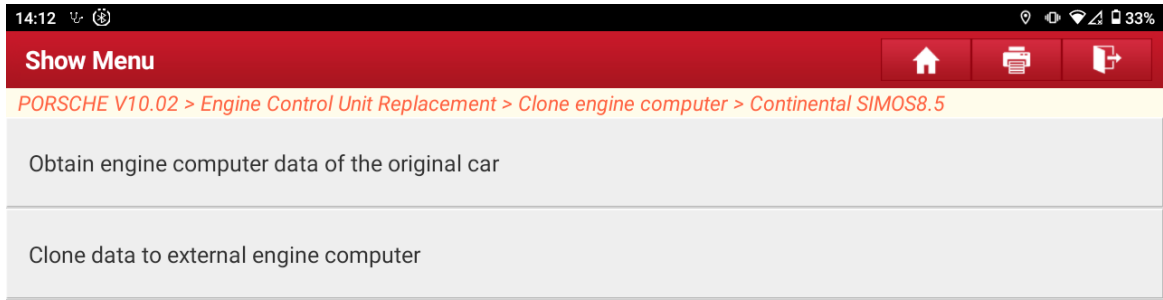 14:12 33%
Show Menu
PORSCHE V10.02 > Engine Control Unit Replacement > Clone engine computer > Continental SIMOS8.5
Obtain engine computer data of the original car
Clone data to external engine computer